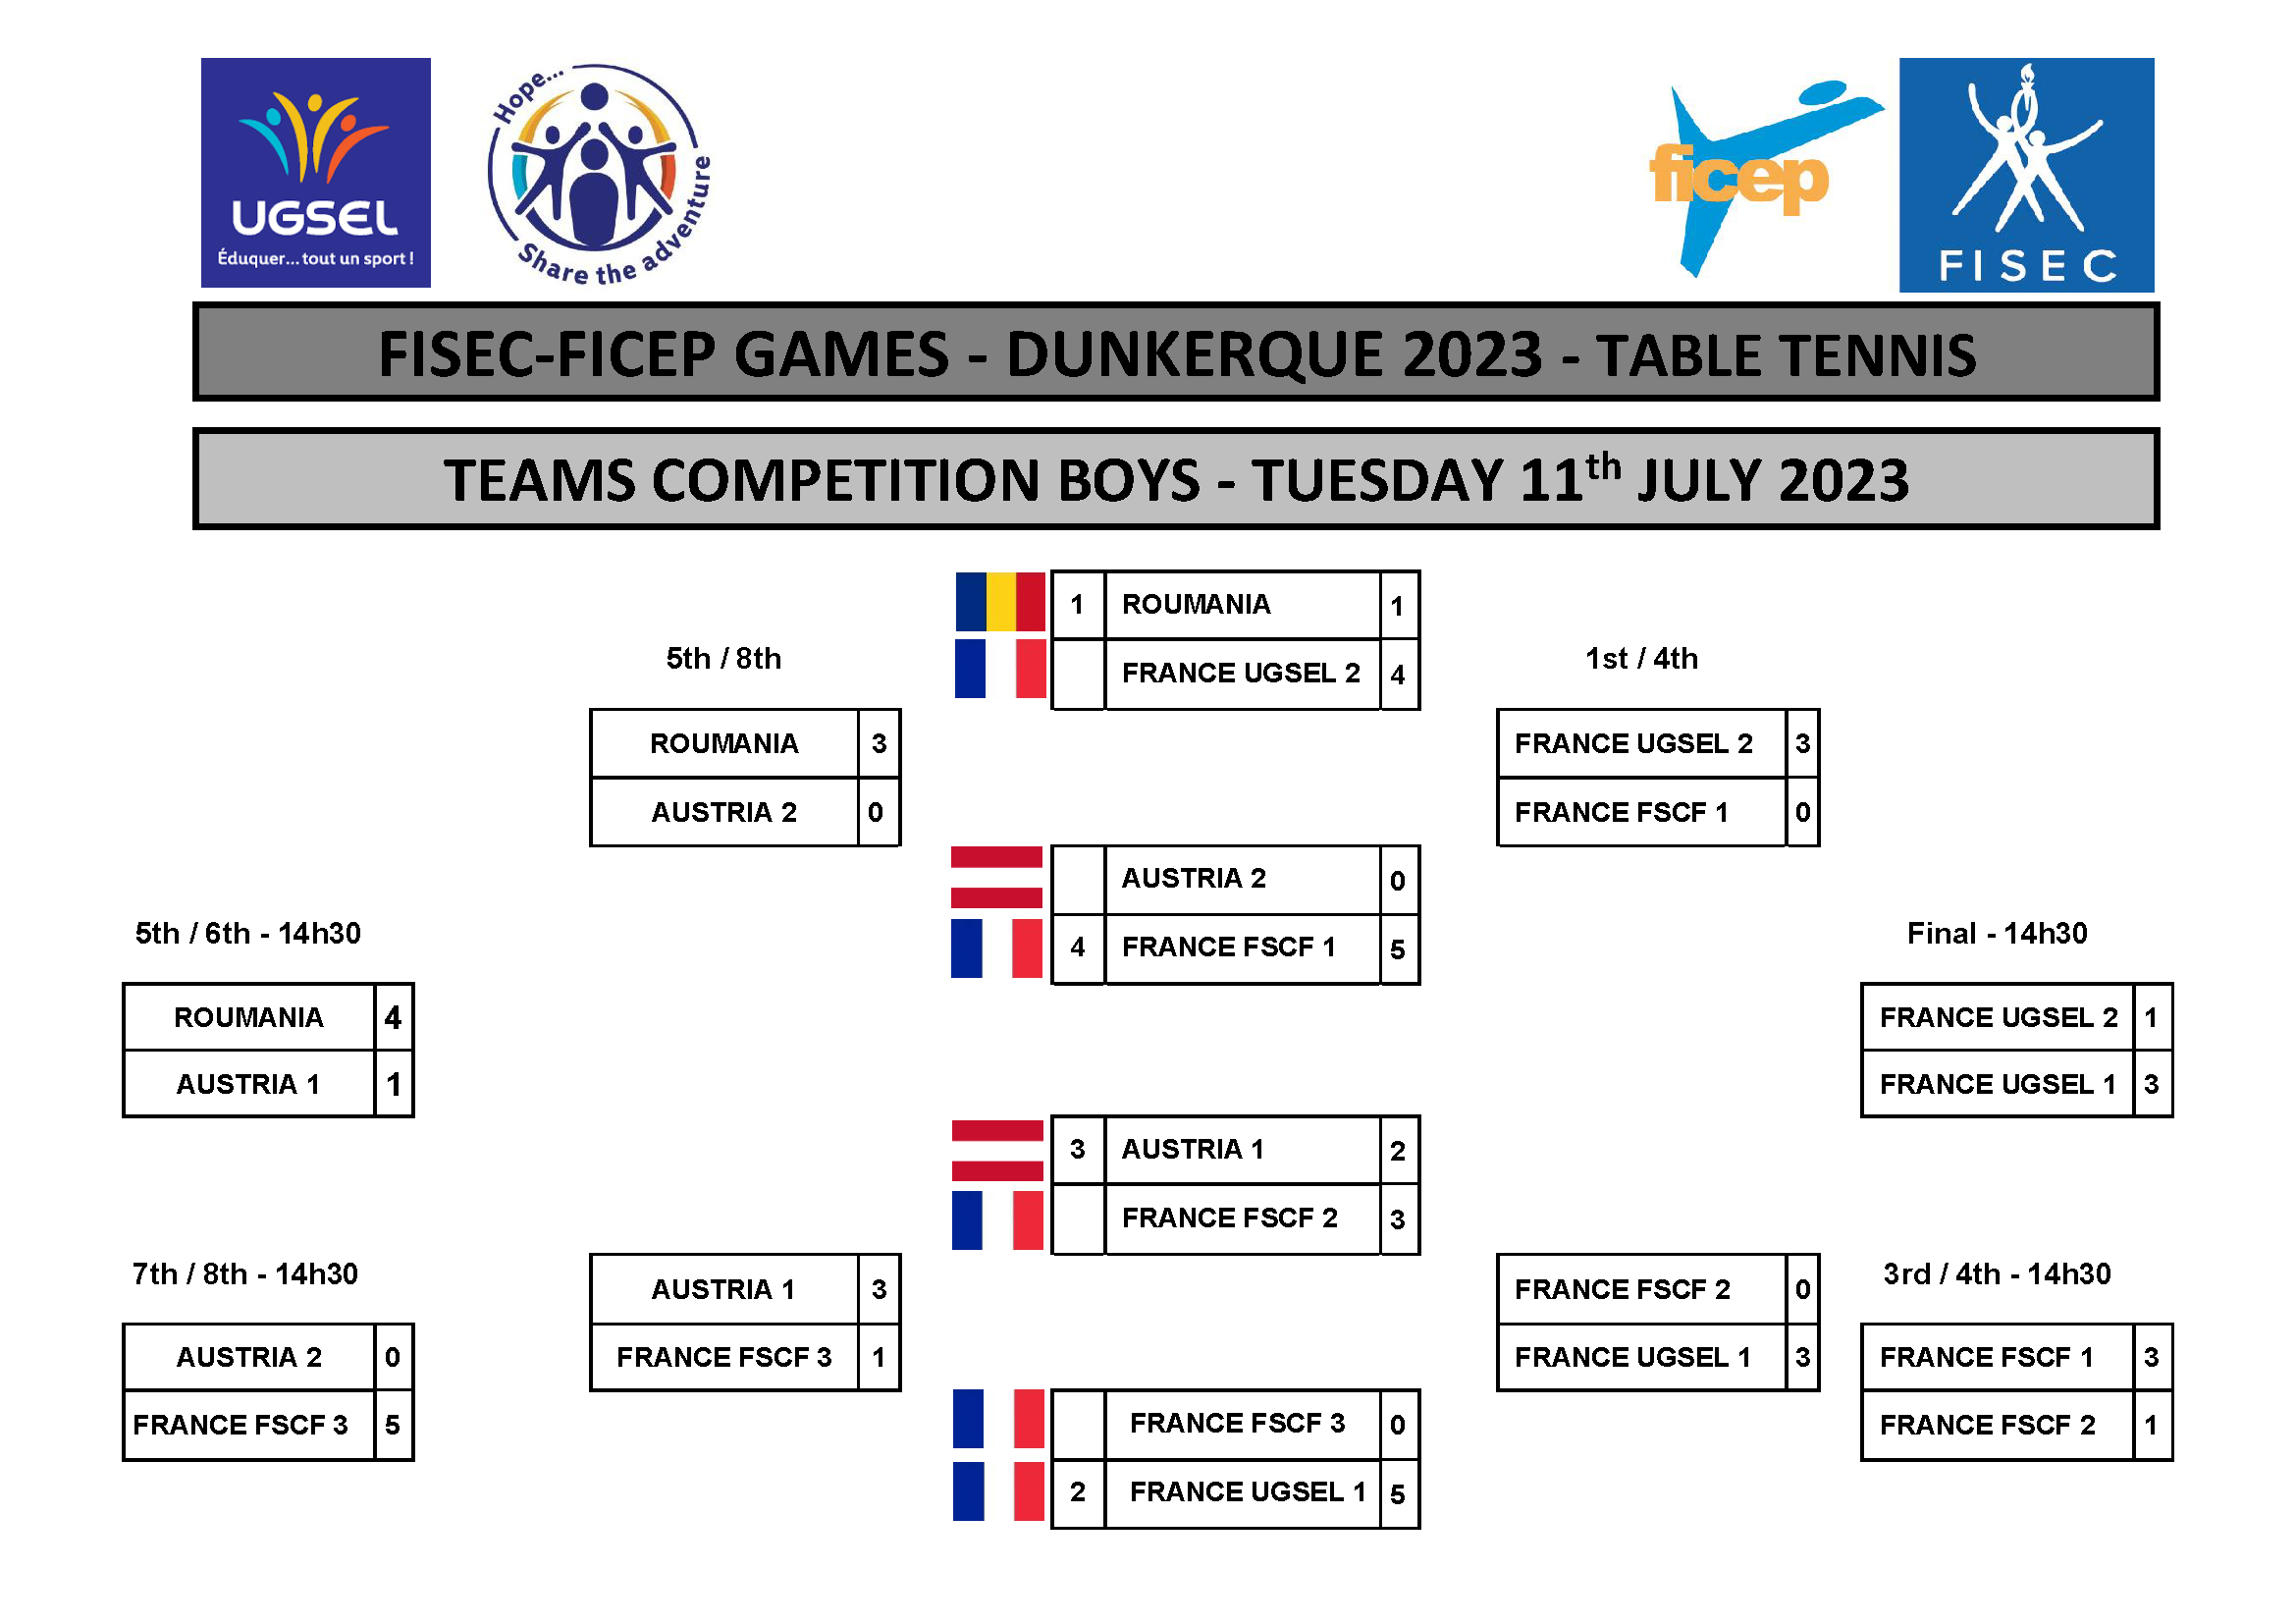 UGSEL
Éduquer... tout un sport !
Hope...
Share the adventure
ficep
FISEC
FISEC-FICEP GAMES - DUNKERQUE 2023 - TABLE TENNIS
TEAMS COMPETITION BOYS - TUESDAY 11th JULY 2023
1 ROUMANIA 1
FRANCE UGSEL 2 4
5th / 8th
1st / 4th
ROUMANIA 3
AUSTRIA 2 0
FRANCE UGSEL 2 3
FRANCE FSCF 1 0
AUSTRIA 2 0
4 FRANCE FSCF 1 5
5th / 6th - 14h30
Final - 14h30
ROUMANIA 4
AUSTRIA 1 1
FRANCE UGSEL 2 1
FRANCE UGSEL 1 3
3 AUSTRIA 1 2
FRANCE FSCF 2 3
7th / 8th - 14h30
AUSTRIA 1 3
FRANCE FSCF 3 1
FRANCE FSCF 2 0
FRANCE UGSEL 1 3
3rd / 4th - 14h30
AUSTRIA 2 0
FRANCE FSCF 3 5
FRANCE FSCF 1 3
FRANCE FSCF 2 1
FRANCE FSCF 3 0
2 FRANCE UGSEL 1 5